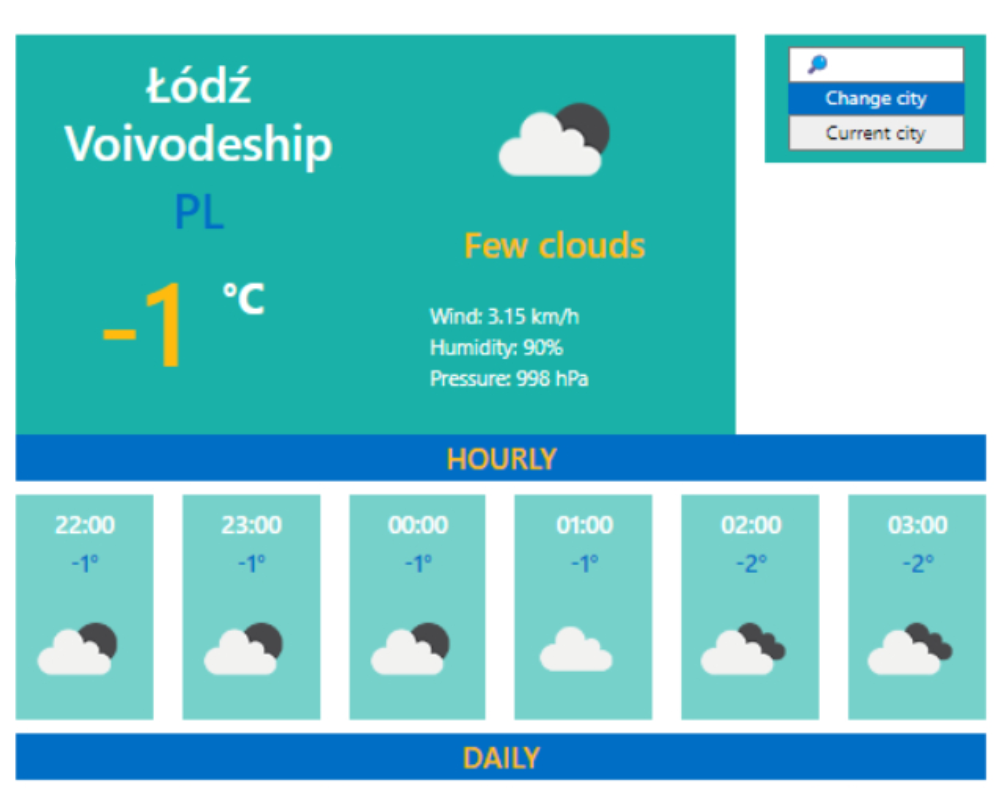 Łódź
Voivodeship
PL
-1 °C
Few clouds
Wind: 3.15 km/h
Humidity: 90%
Pressure: 998 hPa
Change city
Current city
HOURLY
22:00
-1°
23:00
-1°
00:00
-1°
01:00
-1°
02:00
-2°
03:00
-2°
DAILY